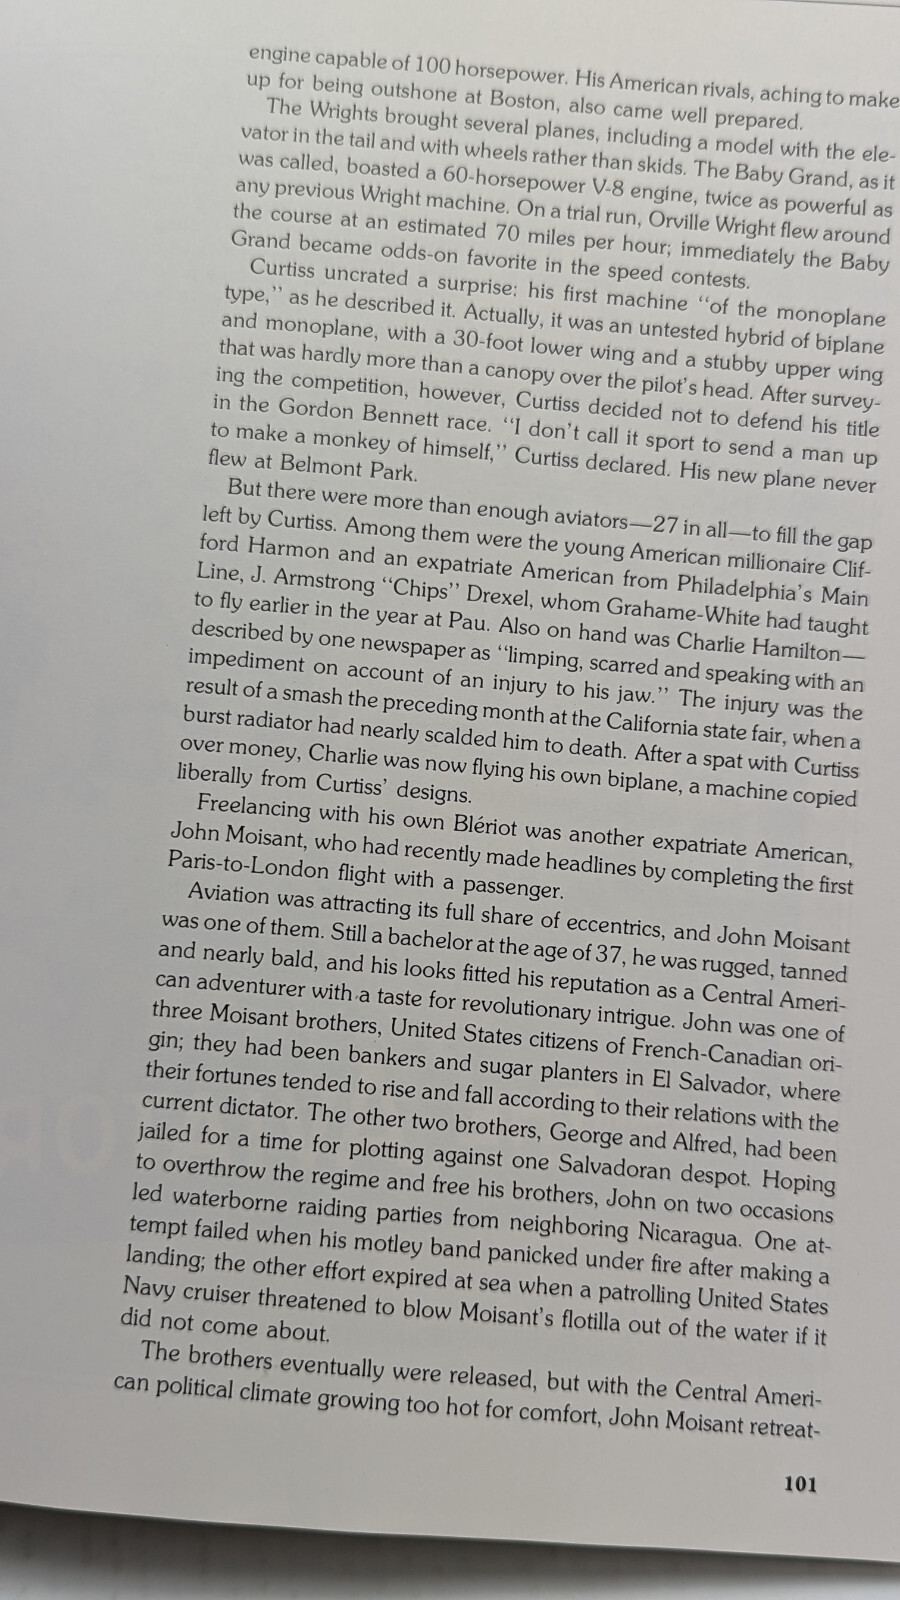 engine capable of 100 horsepower. His American rivals, aching to make
up for being outshone at Boston, also came well prepared.
The Wrights brought several planes, including a model with the ele-
vator in the tail and with wheels rather than skids. The Baby Grand, as it
was called, boasted a 60-horsepower V-8 engine, twice as powerful as
any previous Wright machine. On a trial run, Orville Wright flew around
the course at an estimated 70 miles per hour; immediately the Baby
Grand became odds-on favorite in the speed contests.
Curtiss uncrated a surprise: his first machine “of the monoplane
type,” as he described it. Actually, it was an untested hybrid of biplane
and monoplane, with a 30-foot lower wing and a stubby upper wing
that was hardly more than a canopy over the pilot’s head. After survey-
ing the competition, however, Curtiss decided not to defend his title
in the Gordon Bennett race. “I don’t call it sport to send a man up
to make a monkey of himself,” Curtiss declared. His new plane never
flew at Belmont Park.
But there were more than enough aviators—27 in all—to fill the gap
left by Curtiss. Among them were the young American millionaire Clif-
ford Harmon and an expatriate American from Philadelphia’s Main
Line, J. Armstrong “Chips” Drexel, whom Grahame-White had taught
to fly earlier in the year at Pau. Also on hand was Charlie Hamilton—
described by one newspaper as “limping, scarred and speaking with an
impediment on account of an injury to his jaw.” The injury was the
result of a smash the preceding month at the California state fair, when a
burst radiator had nearly scalded him to death. After a spat with Curtiss
over money, Charlie was now flying his own biplane, a machine copied
liberally from Curtiss’ designs.
Freelancing with his own Blériot was another expatriate American,
John Moisant, who had recently made headlines by completing the first
Paris-to-London flight with a passenger.
Aviation was attracting its full share of eccentrics, and John Moisant
was one of them. Still a bachelor at the age of 37, he was rugged, tanned
and nearly bald, and his looks fitted his reputation as a Central Ameri-
can adventurer with a taste for revolutionary intrigue. John was one of
three Moisant brothers, United States citizens of French-Canadian ori-
gin; they had been bankers and sugar planters in El Salvador, where
their fortunes tended to rise and fall according to their relations with the
current dictator. The other two brothers, George and Alfred, had been
jailed for a time for plotting against one Salvadoran despot. Hoping
to overthrow the regime and free his brothers, John on two occasions
led waterborne raiding parties from neighboring Nicaragua. One at-
tempt failed when his motley band panicked under fire after making a
landing; the other effort expired at sea when a patrolling United States
Navy cruiser threatened to blow Moisant’s flotilla out of the water if it
did not come about.
The brothers eventually were released, but with the Central Ameri-
can political climate growing too hot for comfort, John Moisant retreat-
101